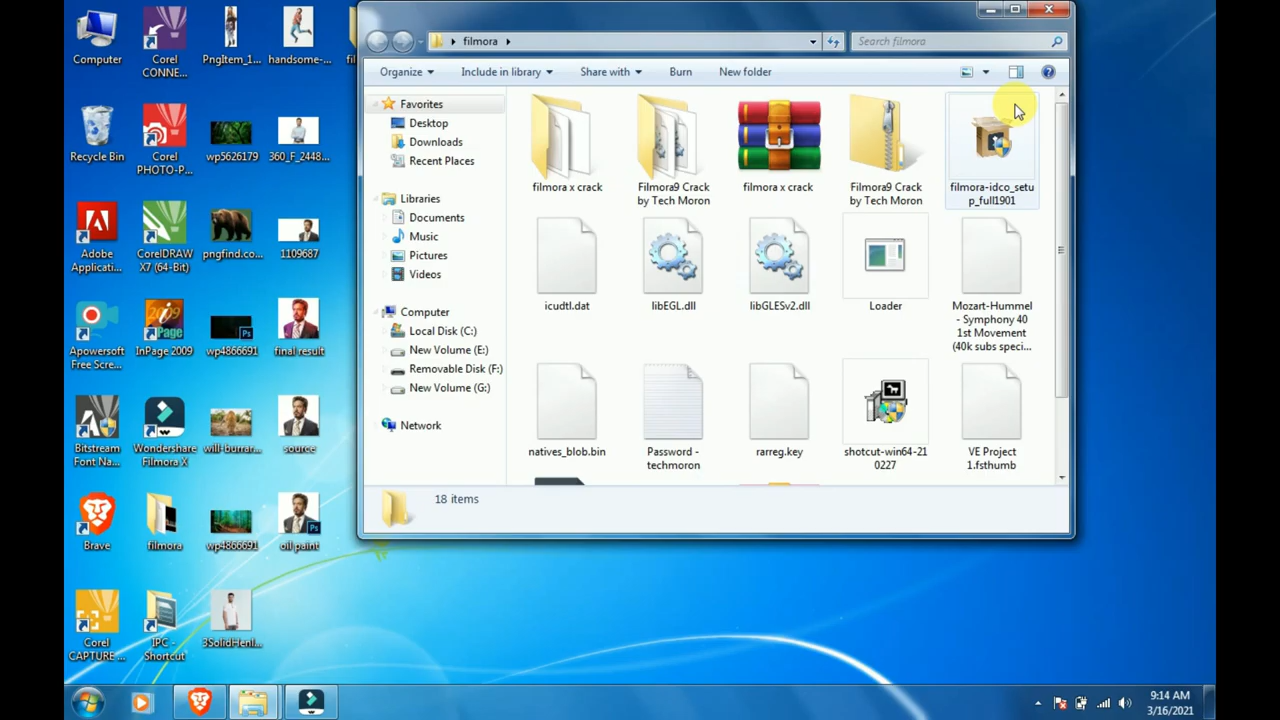 Computer
Corel
CONNE...
PngItem_1...
handsome-...
Recycle Bin
Corel
PHOTO-P...
wp5626179
360_F_2448...
Adobe
Applicati...
CorelDRAW
X7 (64-Bit)
pngfind.co...
1109687
Apowersoft
Free Scre...
InPage 2009
wp4866691
final result
Bitstream
Font Na...
Wondershare
Filmora X
will-burrar...
source
Brave
filmora
wp4866691
oil paint
Corel
CAPTURE ...
IPC -
Shortcut
3SolidHenl...
filmora
Search filmora
Organize
Include in library
Share with
Burn
New folder
Favorites
Desktop
Downloads
Recent Places
Libraries
Documents
Music
Pictures
Videos
Computer
Local Disk (C:)
New Volume (E:)
Removable Disk (F:)
New Volume (G:)
Network
filmora x crack
Filmora9 Crack
by Tech Moron
filmora x crack
Filmora9 Crack
by Tech Moron
filmora-idco_setu
p_full1901
icudtl.dat
libEGL.dll
libGLESv2.dll
Loader
Mozart-Hummel
- Symphony 40
1st Movement
(40k subs speci...
natives_blob.bin
Password -
techmoron
rarreg.key
shotcut-win64-21
0227
VE Project
1.fsthumb
18 items
9:14 AM
3/16/2021